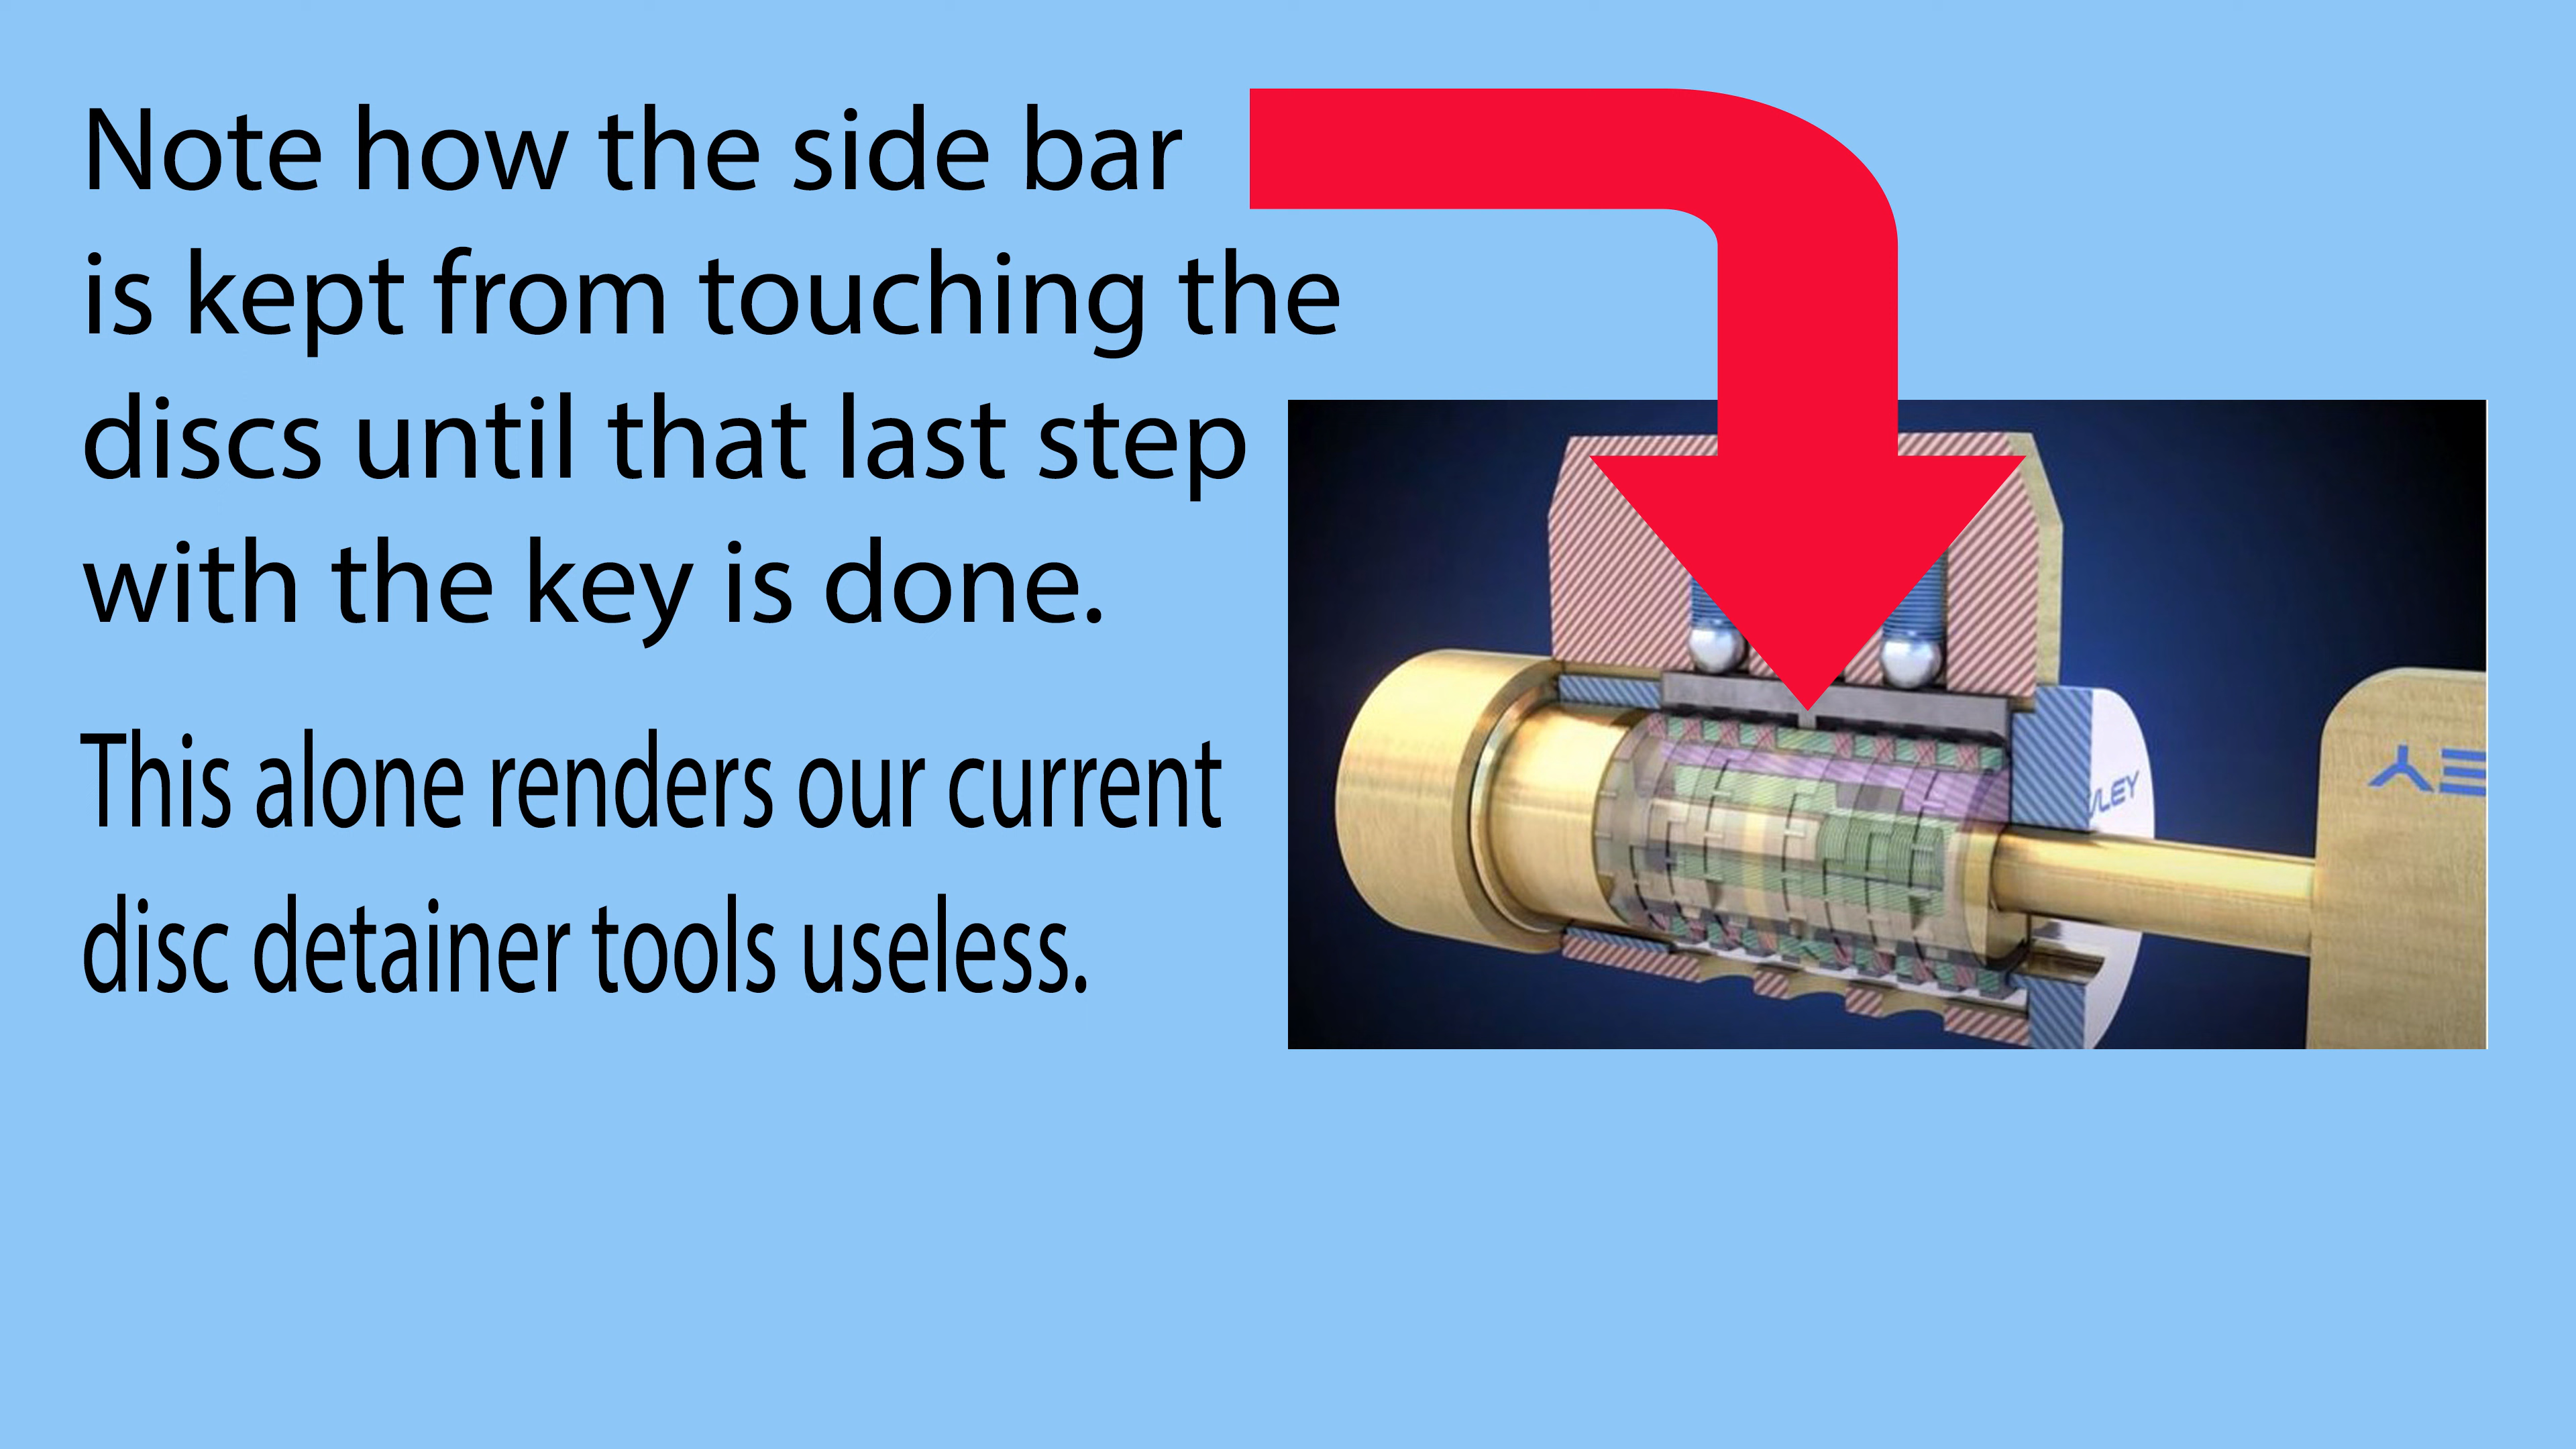 Note how the side bar
is kept from touching the
discs until that last step
with the key is done.
This alone renders our current
disc detainer tools useless.
LEY